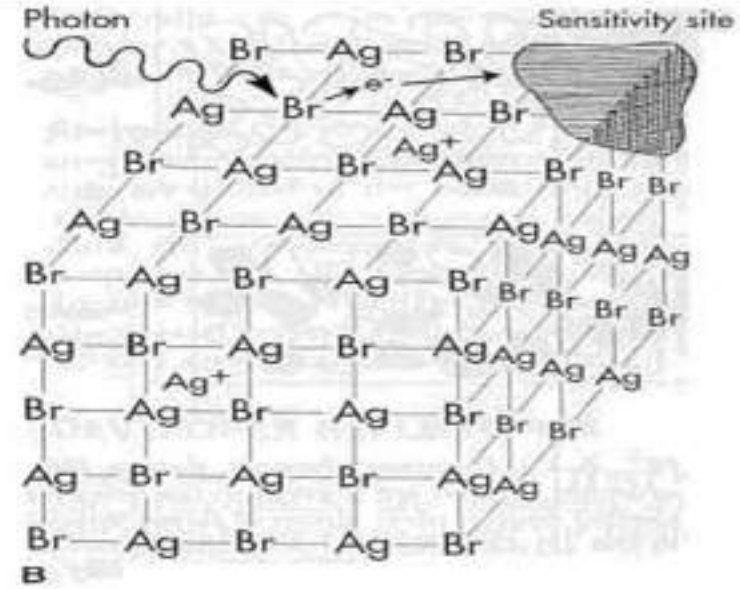 Photon Sensitivity site
Br Ag Br
e-
Ag Br Ag Br
Ag+
Br Ag Br Ag Br Br Br
Ag Br Ag Br Ag Ag Ag Ag
Br Ag Br Ag Br Br Br Br Br
Ag Br Ag Br Ag Ag Ag Ag
Ag+
Br Ag Br Ag Br Br Br
Ag Br Ag Br Ag Ag
Br Ag Br Ag Br
B